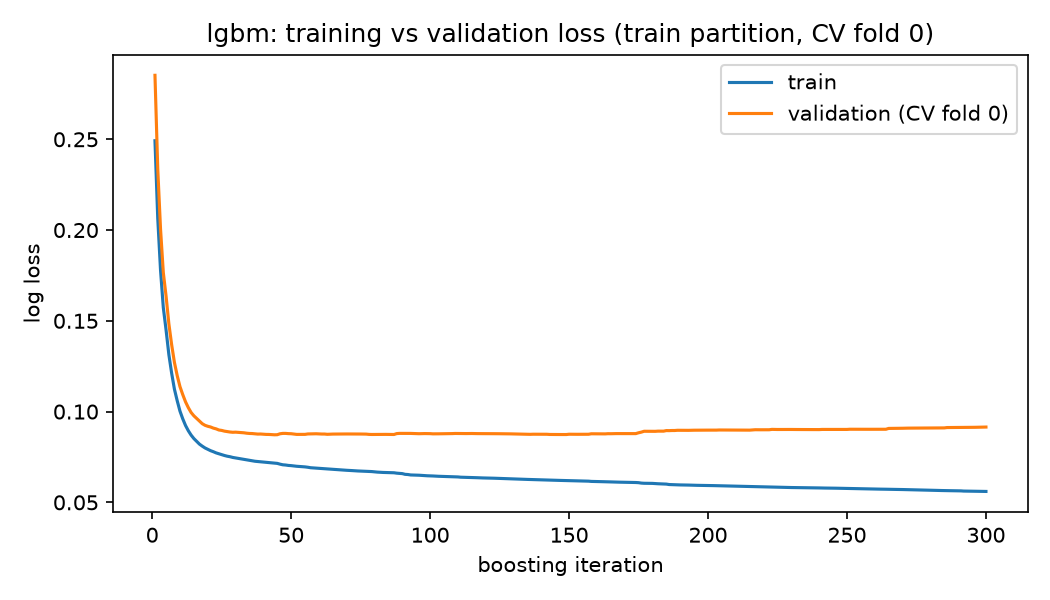 lgbm: training vs validation loss (train partition, CV fold 0)
train
validation (CV fold 0)
log loss
0.25
0.20
0.15
0.10
0.05
0 50 100 150 200 250 300
boosting iteration